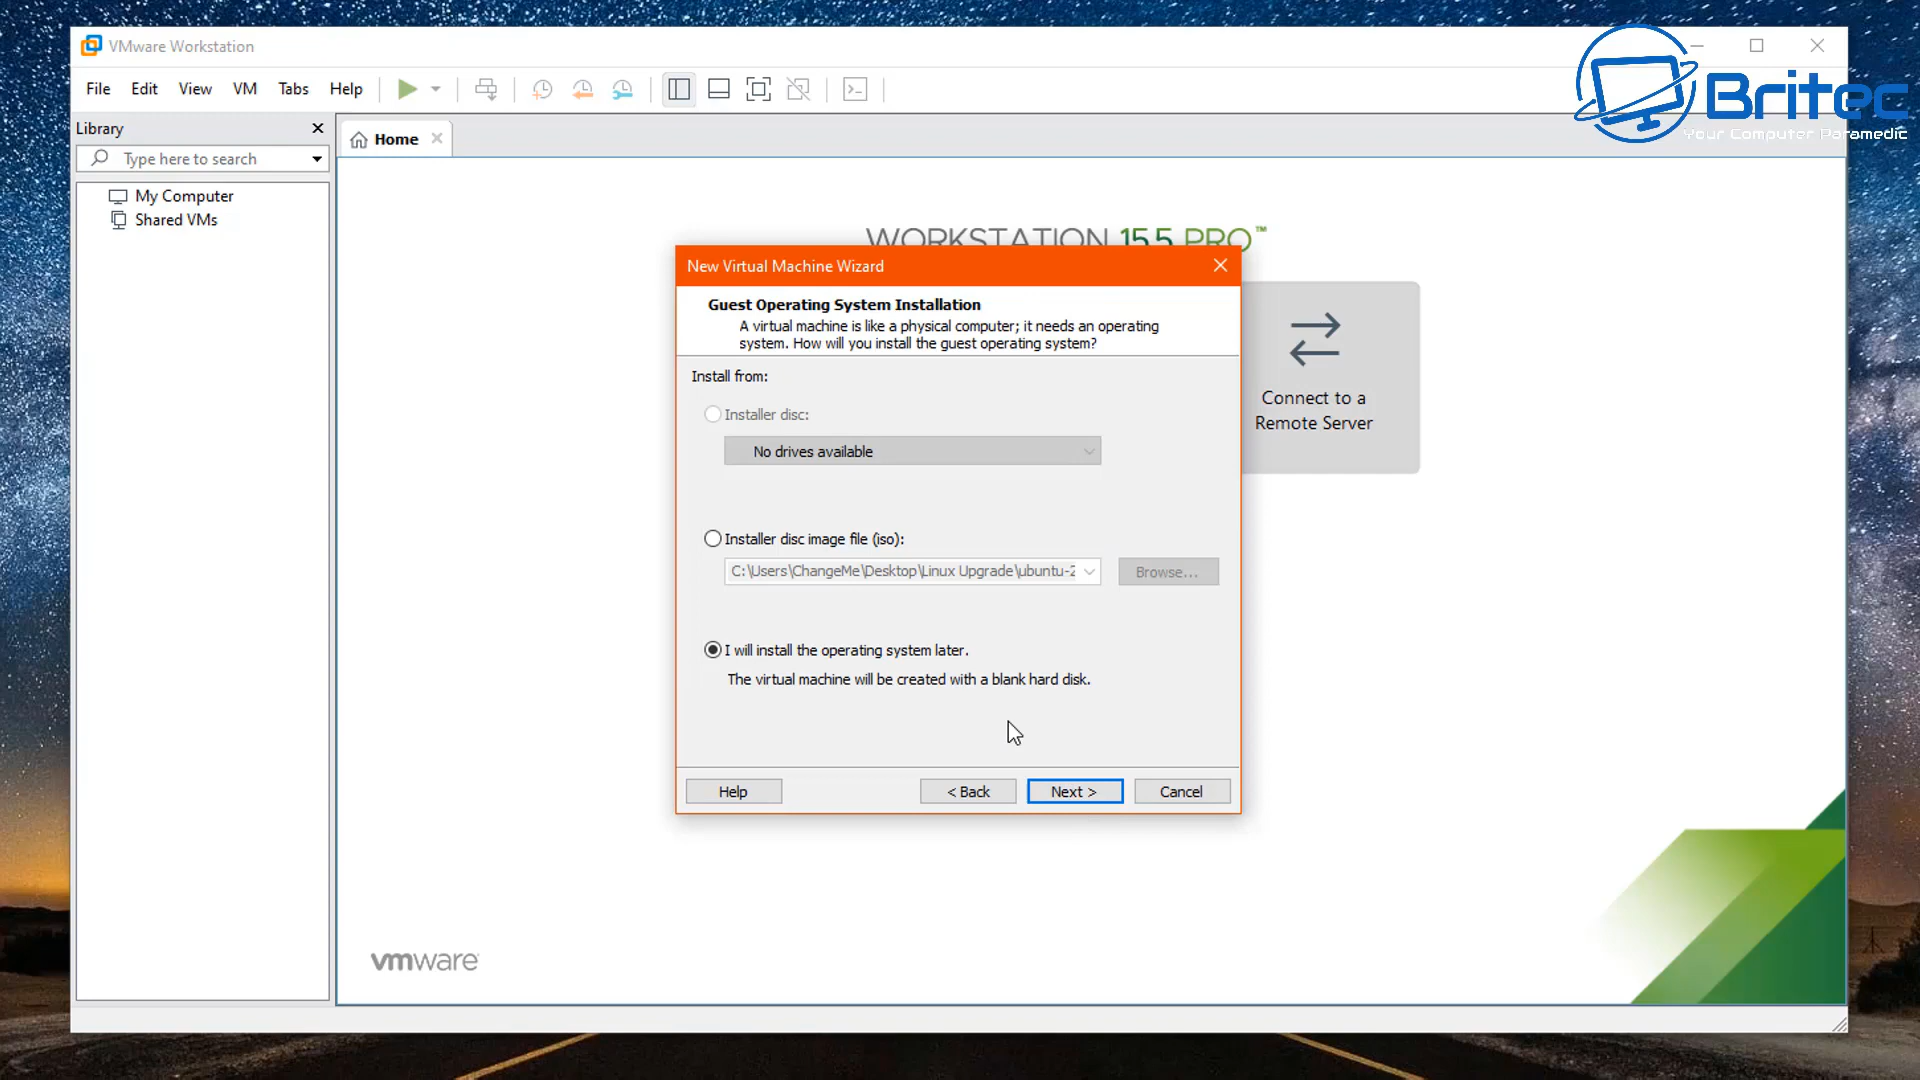 VMware Workstation
File Edit View VM Tabs Help
Britec
Your Computer Paramedic
Library
Home
Type here to search
My Computer
Shared VMs
WORKSTATION 15.5 PRO™
New Virtual Machine Wizard
Guest Operating System Installation
A virtual machine is like a physical computer; it needs an operating
system. How will you install the guest operating system?
Install from:
Installer disc:
No drives available
Connect to a
Remote Server
Installer disc image file (iso):
C:\Users\ChangeMe\Desktop\Linux Upgrade\ubuntu-2
Browse...
I will install the operating system later.
The virtual machine will be created with a blank hard disk.
Help < Back Next > Cancel
vmware